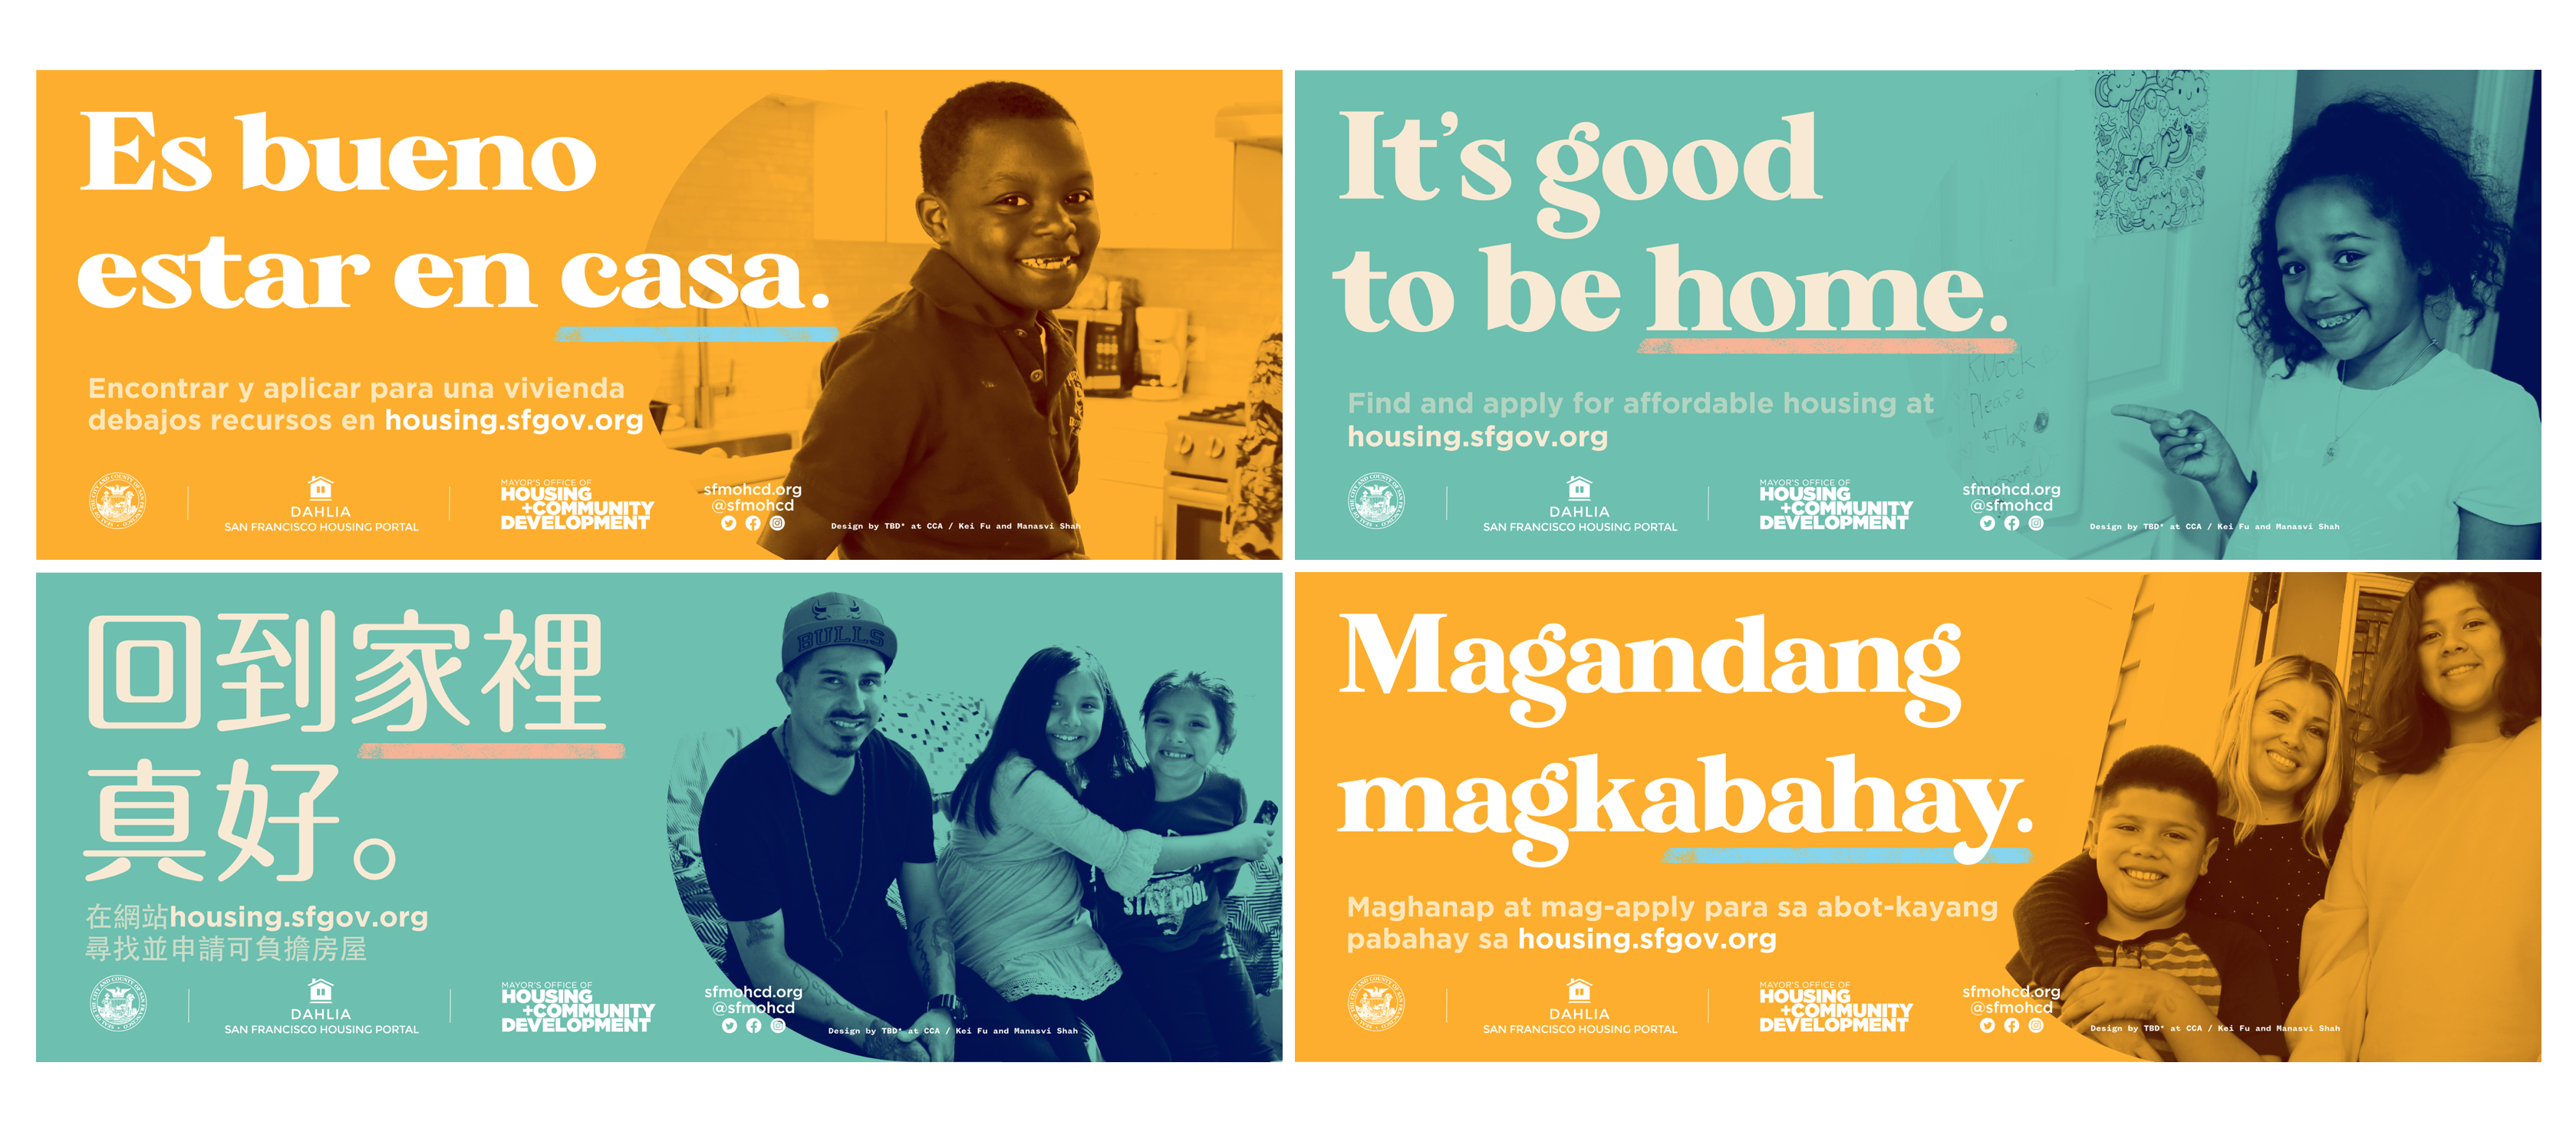 Es bueno
estar en casa.
Encontrar y aplicar para una vivienda
debajos recursos en housing.sfgov.org
DAHLIA
SAN FRANCISCO HOUSING PORTAL
MAYOR'S OFFICE OF
HOUSING
+COMMUNITY
DEVELOPMENT
sfmohcd.org
@sfmohcd
Design by TBD* at CCA / Kei Fu and Manasvi Shah
It's good
to be home.
Find and apply for affordable housing at
housing.sfgov.org
Knock
Please
DAHLIA
SAN FRANCISCO HOUSING PORTAL
MAYOR'S OFFICE OF
HOUSING
+COMMUNITY
DEVELOPMENT
sfmohcd.org
@sfmohcd
Design by TBD* at CCA / Kei Fu and Manasvi Shah
回到家裡
真好。
在網站housing.sfgov.org
尋找並申請可負擔房屋
BULLS
STAY COOL
DAHLIA
SAN FRANCISCO HOUSING PORTAL
MAYOR'S OFFICE OF
HOUSING
+COMMUNITY
DEVELOPMENT
sfmohcd.org
@sfmohcd
Design by TBD* at CCA / Kei Fu and Manasvi Shah
Magandang
magkabahay.
Maghanap at mag-apply para sa abot-kayang
pabahay sa housing.sfgov.org
DAHLIA
SAN FRANCISCO HOUSING PORTAL
MAYOR'S OFFICE OF
HOUSING
+COMMUNITY
DEVELOPMENT
sfmohcd.org
@sfmohcd
Design by TBD* at CCA / Kei Fu and Manasvi Shah